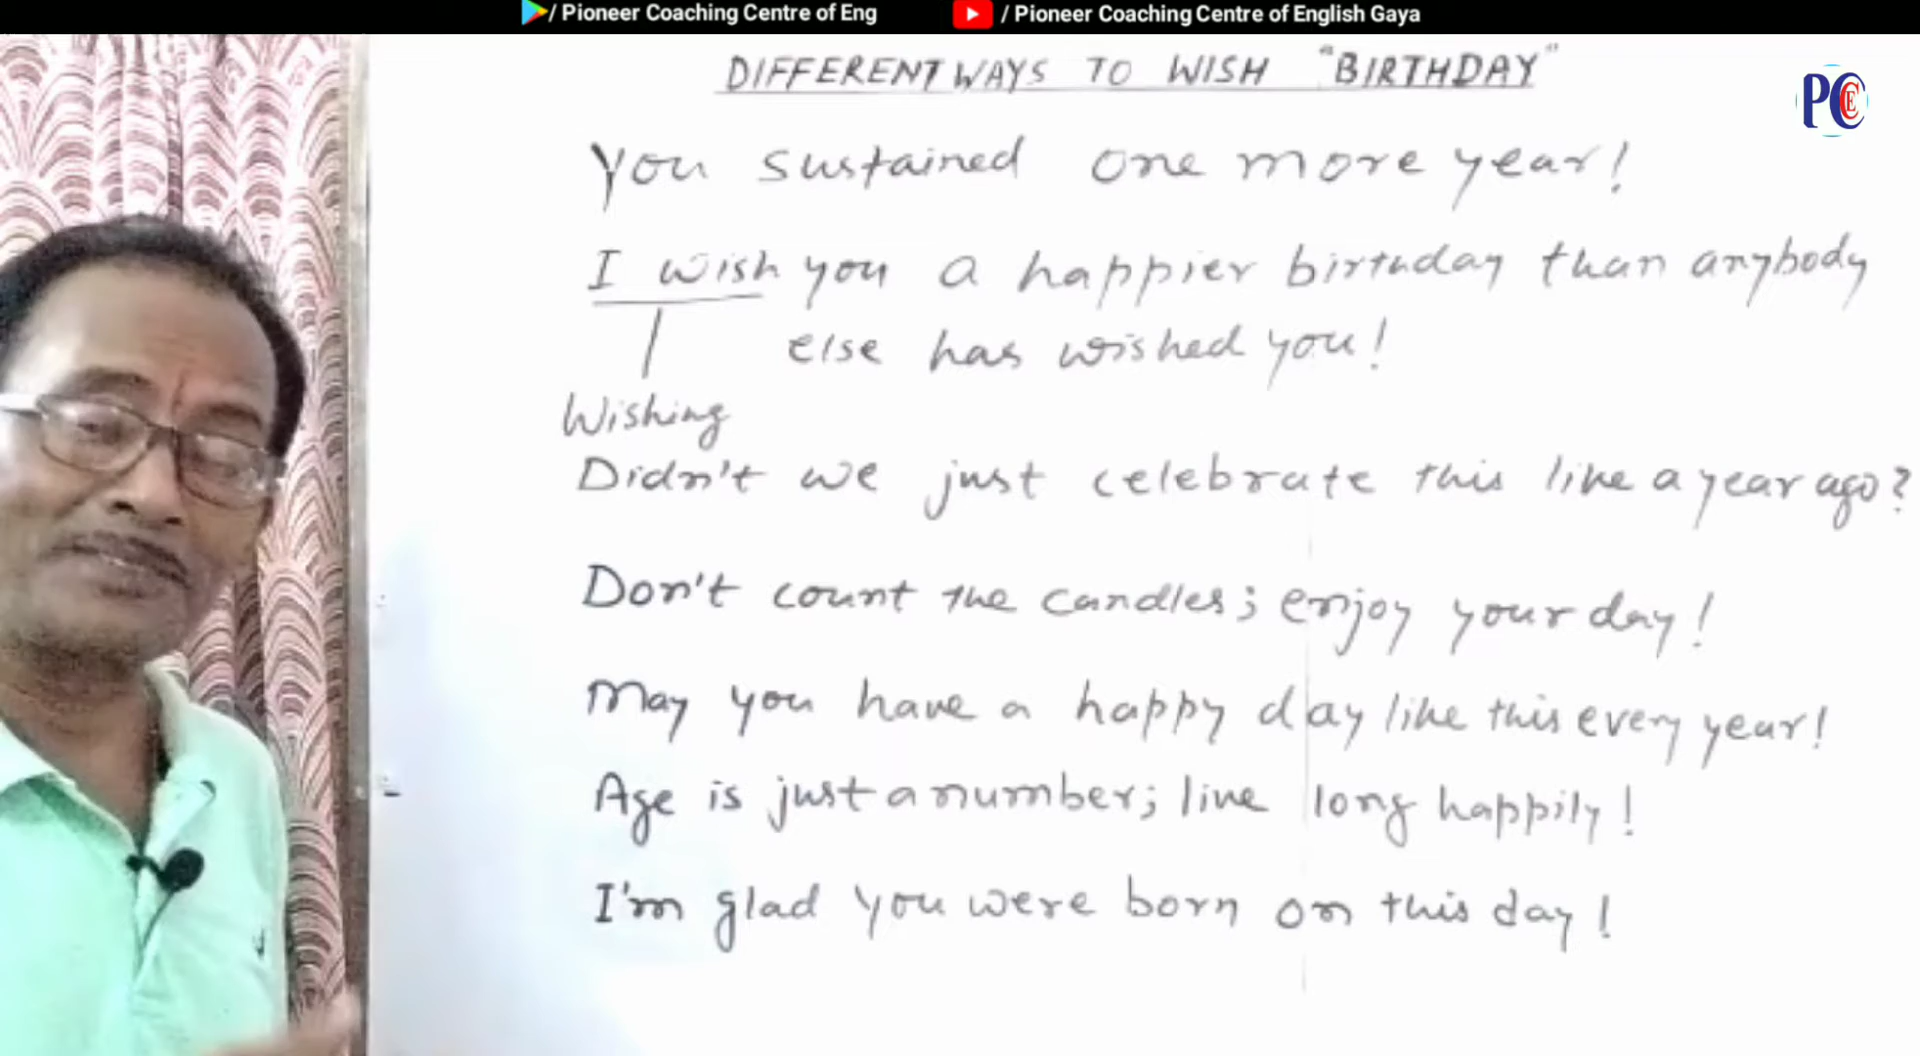 / Pioneer Coaching Centre of Eng
/ Pioneer Coaching Centre of English Gaya
DIFFERENT WAYS TO WISH "BIRTHDAY"
PCCE
You sustained one more year!
I wish you a happier birthday than anybody
else has wished you!
Wishing
Didn't we just celebrate this like a year ago?
Don't count the candles; enjoy your day!
May you have a happy day like this every year!
Age is just a number; live long happily!
I'm glad you were born on this day!